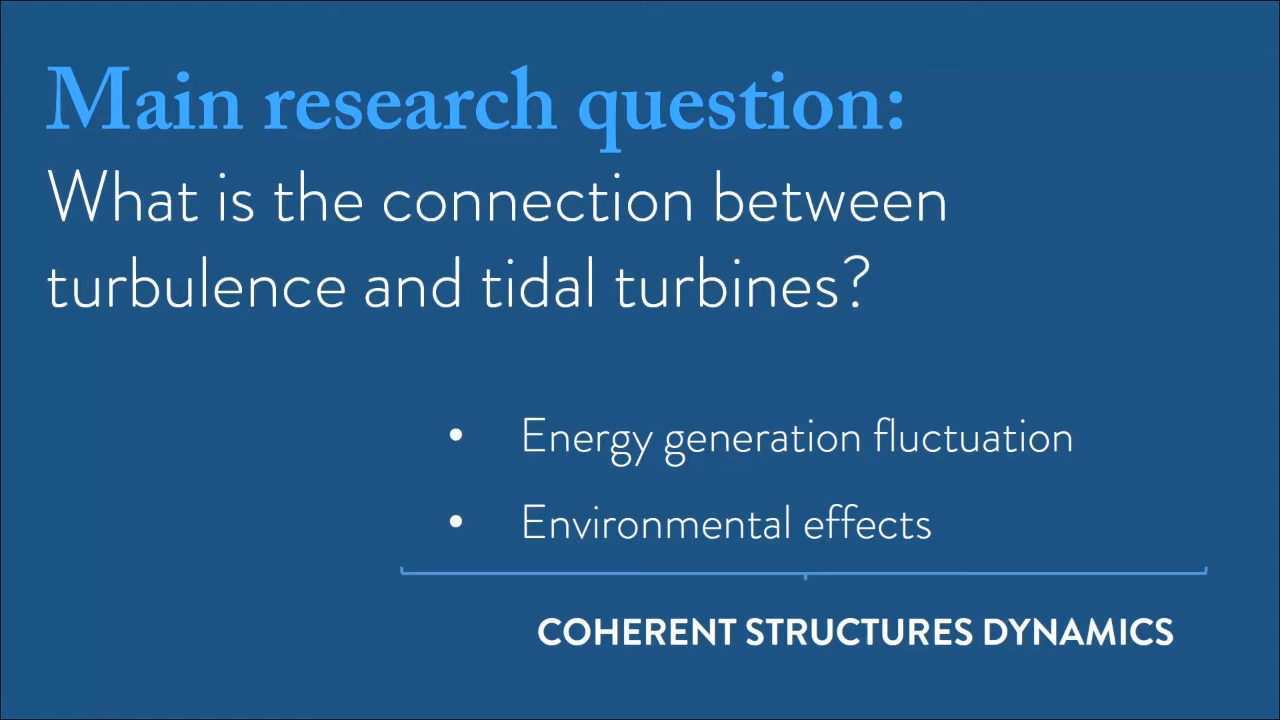 Main research question:
What is the connection between
turbulence and tidal turbines?
• Energy generation fluctuation
• Environmental effects
COHERENT STRUCTURES DYNAMICS